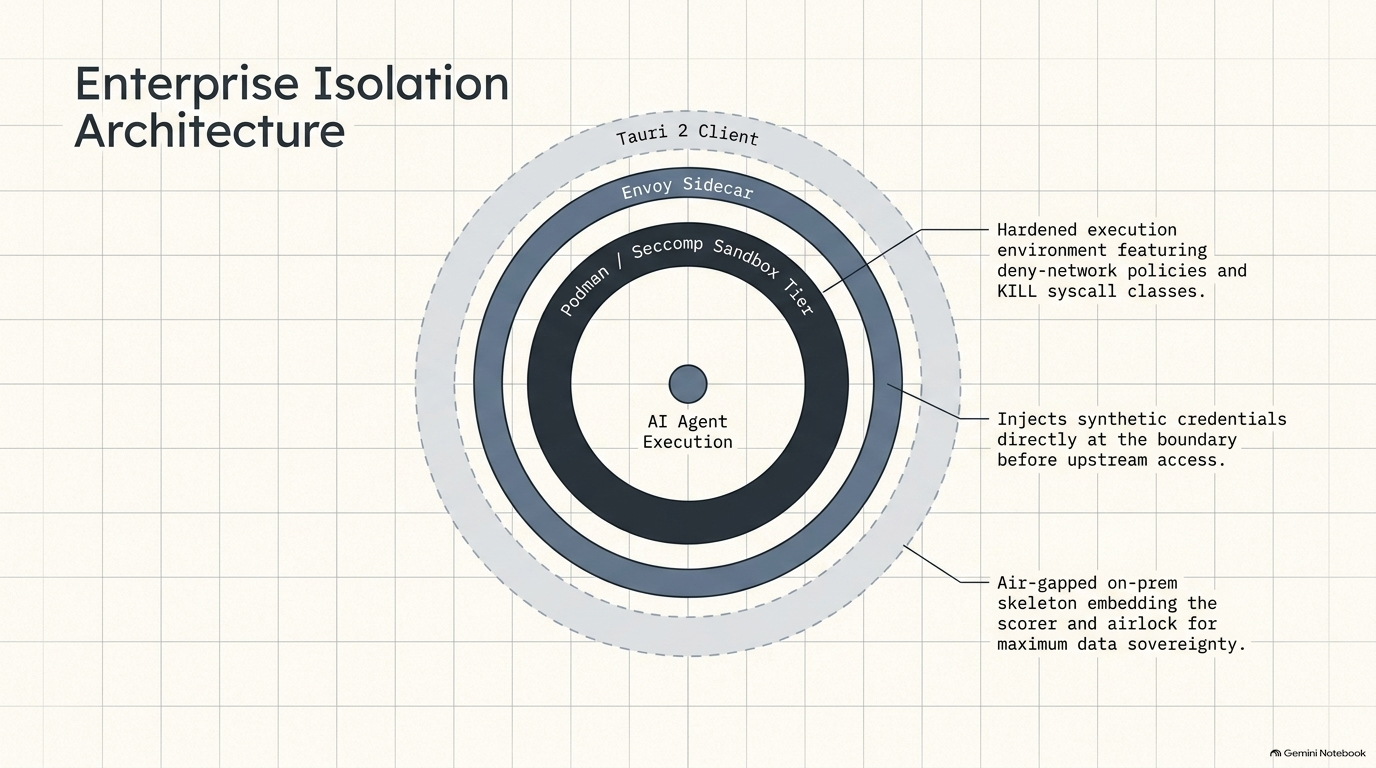 Enterprise Isolation
Architecture
Tauri 2 Client
Envoy Sidecar
Podman / Seccomp Sandbox Tier
AI Agent
Execution
Hardened execution
environment featuring
deny-network policies and
KILL syscall classes.
Injects synthetic credentials
directly at the boundary
before upstream access.
Air-gapped on-prem
skeleton embedding the
scorer and airlock for
maximum data sovereignty.
Gemini Notebook